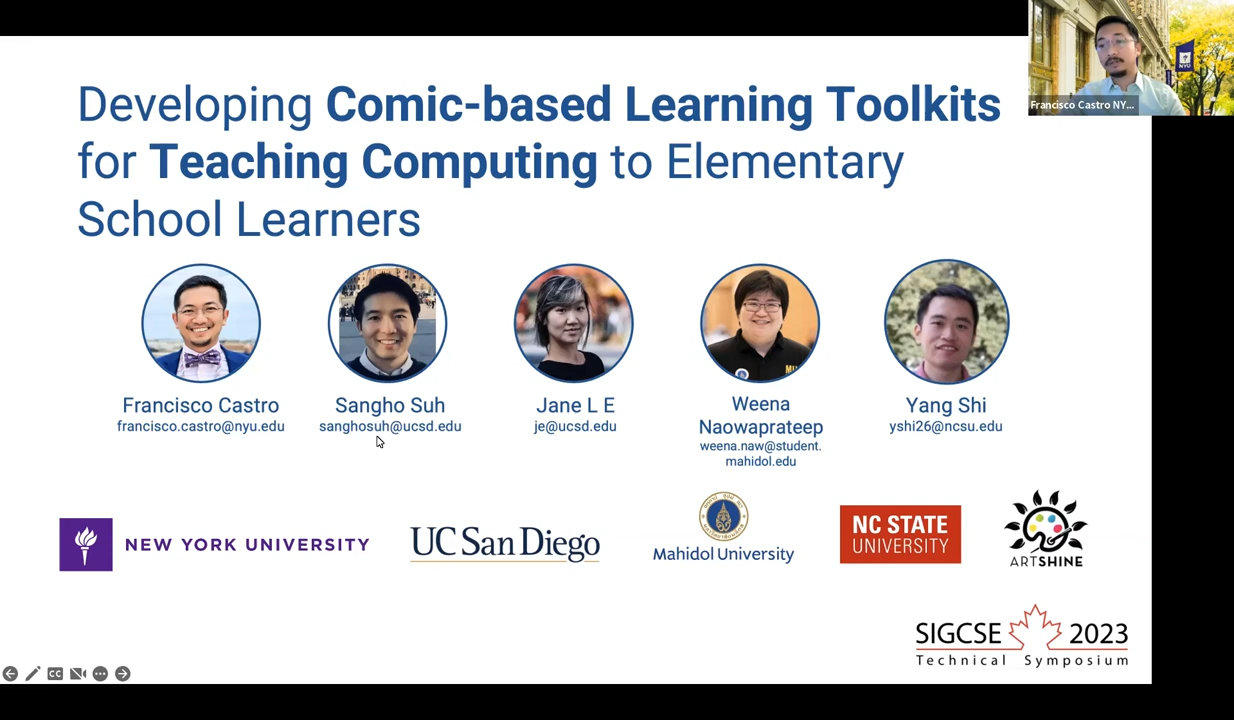 Developing Comic-based Learning Toolkits
for Teaching Computing to Elementary
School Learners
Francisco Castro NY...
NYU
Francisco Castro
francisco.castro@nyu.edu
Sangho Suh
sanghosuh@ucsd.edu
Jane L E
je@ucsd.edu
Weena
Naowaprateep
weena.naw@student.
mahidol.edu
Yang Shi
yshi26@ncsu.edu
NEW YORK UNIVERSITY
UC San Diego
Mahidol University
NC STATE
UNIVERSITY
ARTSHINE
SIGCSE 2023
Technical Symposium
CC